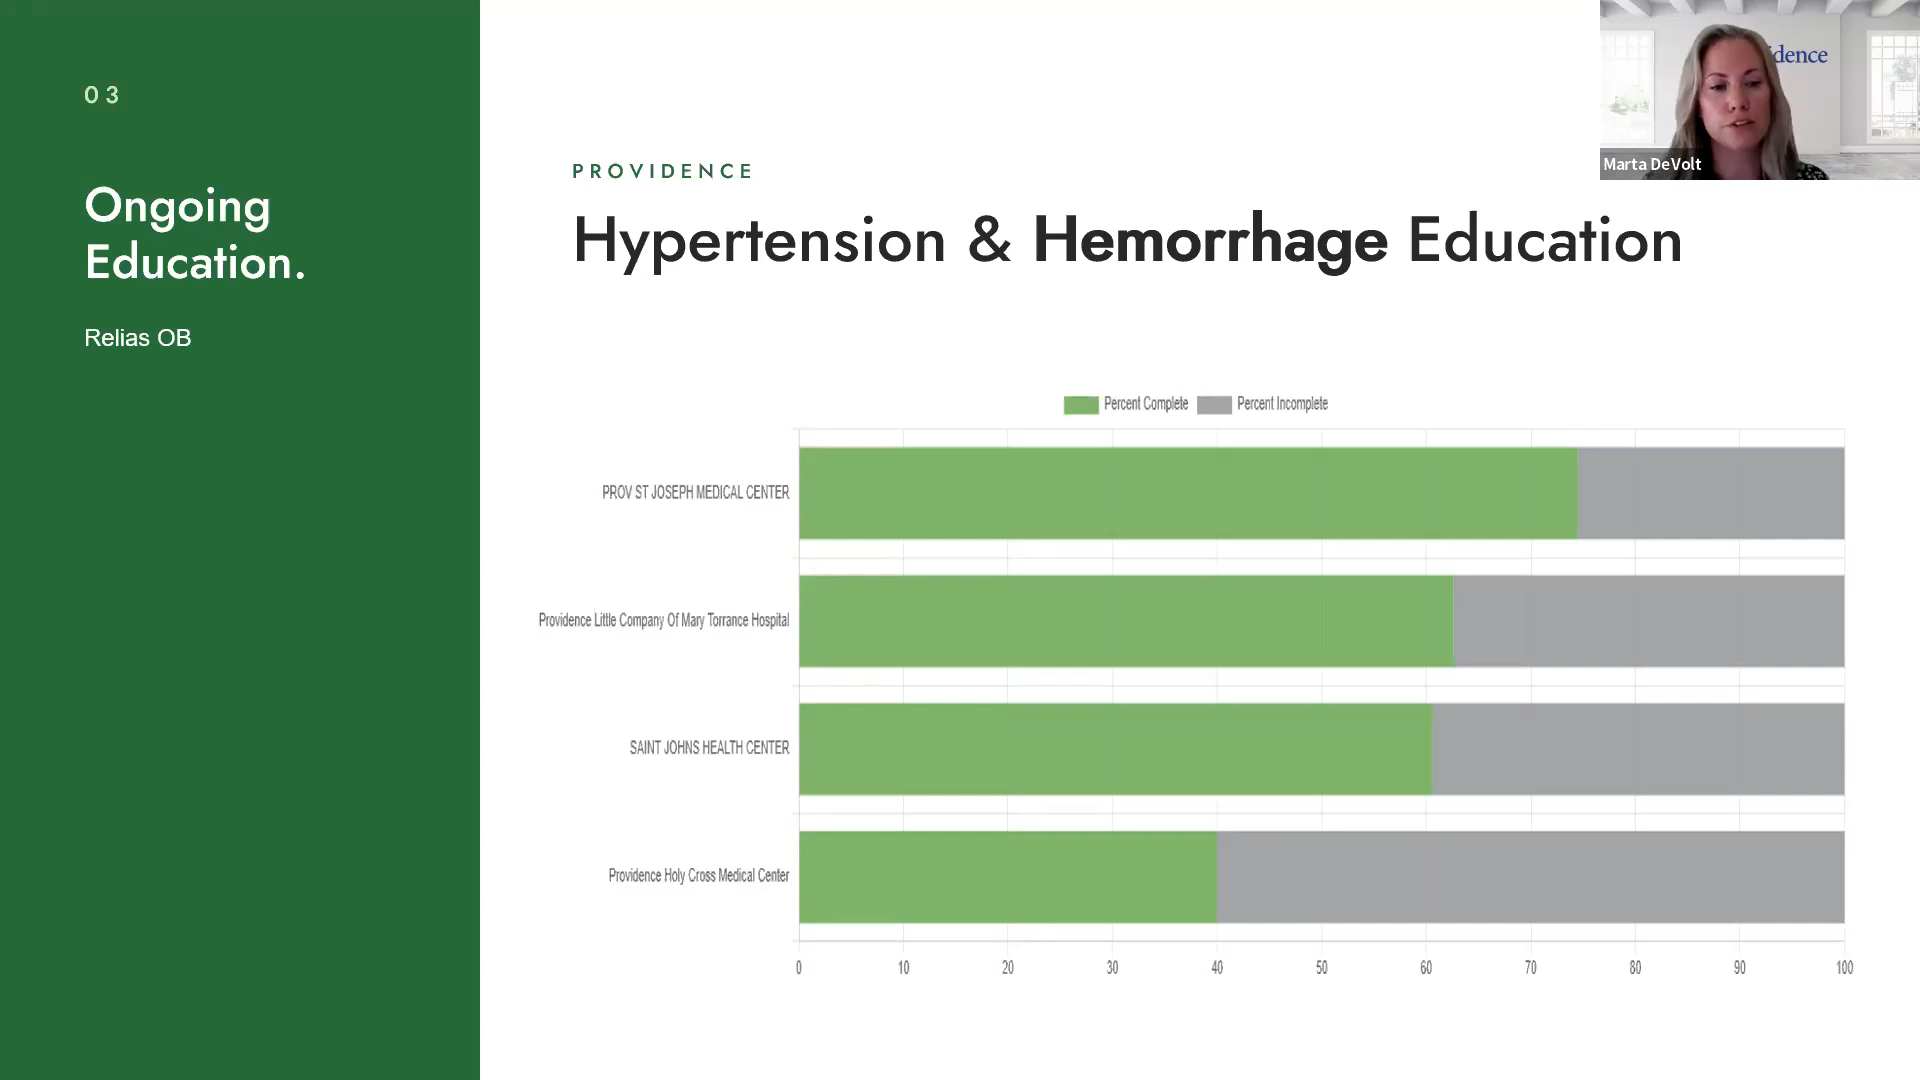 03
Ongoing
Education.
Relias OB
dence
Marta DeVolt
PROVIDENCE
Hypertension & Hemorrhage Education
Percent Complete Percent Incomplete
PROV ST JOSEPH MEDICAL CENTER
Providence Little Company Of Mary Torrance Hospital
SAINT JOHNS HEALTH CENTER
Providence Holy Cross Medical Center
0 10 20 30 40 50 60 70 80 90 100